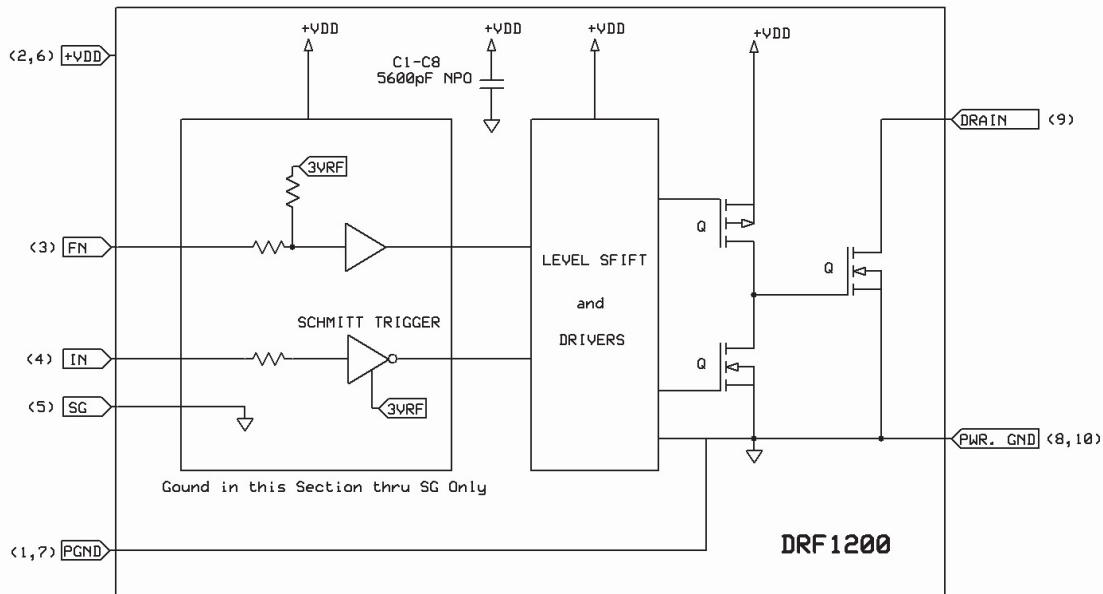 +VDD
+VDD
+VDD
+VDD
(2,6) +VDD
C1-C8
5600pF NPO
DRAIN (9)
3VRF
(3) FN
Q
LEVEL SFIFT
and
DRIVERS
Q
SCHMITT TRIGGER
(4) IN
Q
(5) SG
3VRF
PWR. GND (8,10)
Gound in this Section thru SG Only
(1,7) PGND
DRF1200